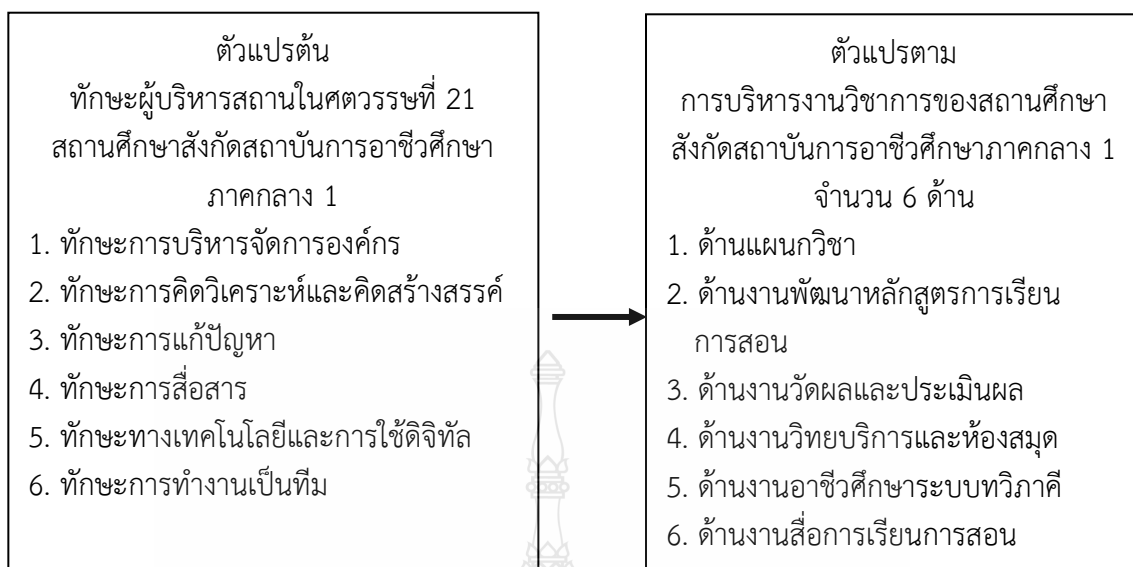 ตัวแปรต้น
ทักษะผู้บริหารสถานในศตวรรษที่ 21
สถานศึกษาสังกัดสถาบันการอาชีวศึกษา
ภาคกลาง 1
1. ทักษะการบริหารจัดการองค์กร
2. ทักษะการคิดวิเคราะห์และคิดสร้างสรรค์
3. ทักษะการแก้ปัญหา
4. ทักษะการสื่อสาร
5. ทักษะทางเทคโนโลยีและการใช้ดิจิทัล
6. ทักษะการทำงานเป็นทีม
ตัวแปรตาม
การบริหารงานวิชาการของสถานศึกษา
สังกัดสถาบันการอาชีวศึกษาภาคกลาง 1
จำนวน 6 ด้าน
1. ด้านแผนกวิชา
2. ด้านงานพัฒนาหลักสูตรการเรียน
การสอน
3. ด้านงานวัดผลและประเมินผล
4. ด้านงานวิทยบริการและห้องสมุด
5. ด้านงานอาชีวศึกษาระบบทวิภาคี
6. ด้านงานสื่อการเรียนการสอน